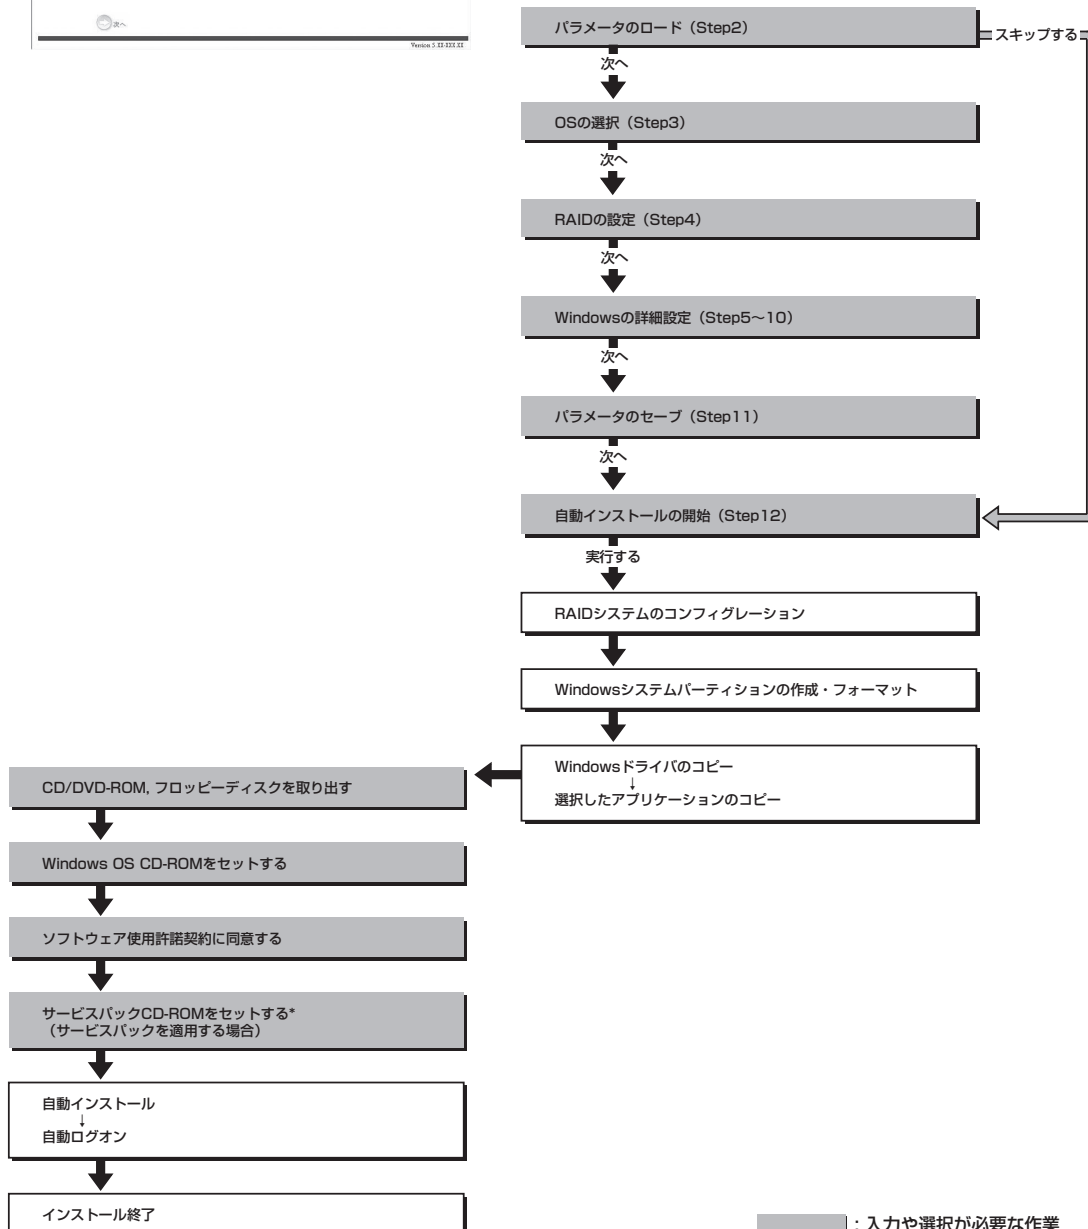 次へ
Version 5.XX-XXX.XX
パラメータのロード（Step2）
スキップする
次へ
OSの選択（Step3）
次へ
RAIDの設定（Step4）
次へ
Windowsの詳細設定（Step5〜10）
次へ
パラメータのセーブ（Step11）
次へ
自動インストールの開始（Step12）
実行する
RAIDシステムのコンフィグレーション
Windowsシステムパーティションの作成・フォーマット
Windowsドライバのコピー
↓
選択したアプリケーションのコピー
CD/DVD-ROM, フロッピーディスクを取り出す
Windows OS CD-ROMをセットする
ソフトウェア使用許諾契約に同意する
サービスパックCD-ROMをセットする*
（サービスパックを適用する場合）
自動インストール
↓
自動ログオン
インストール終了
：入力や選択が必要な作業